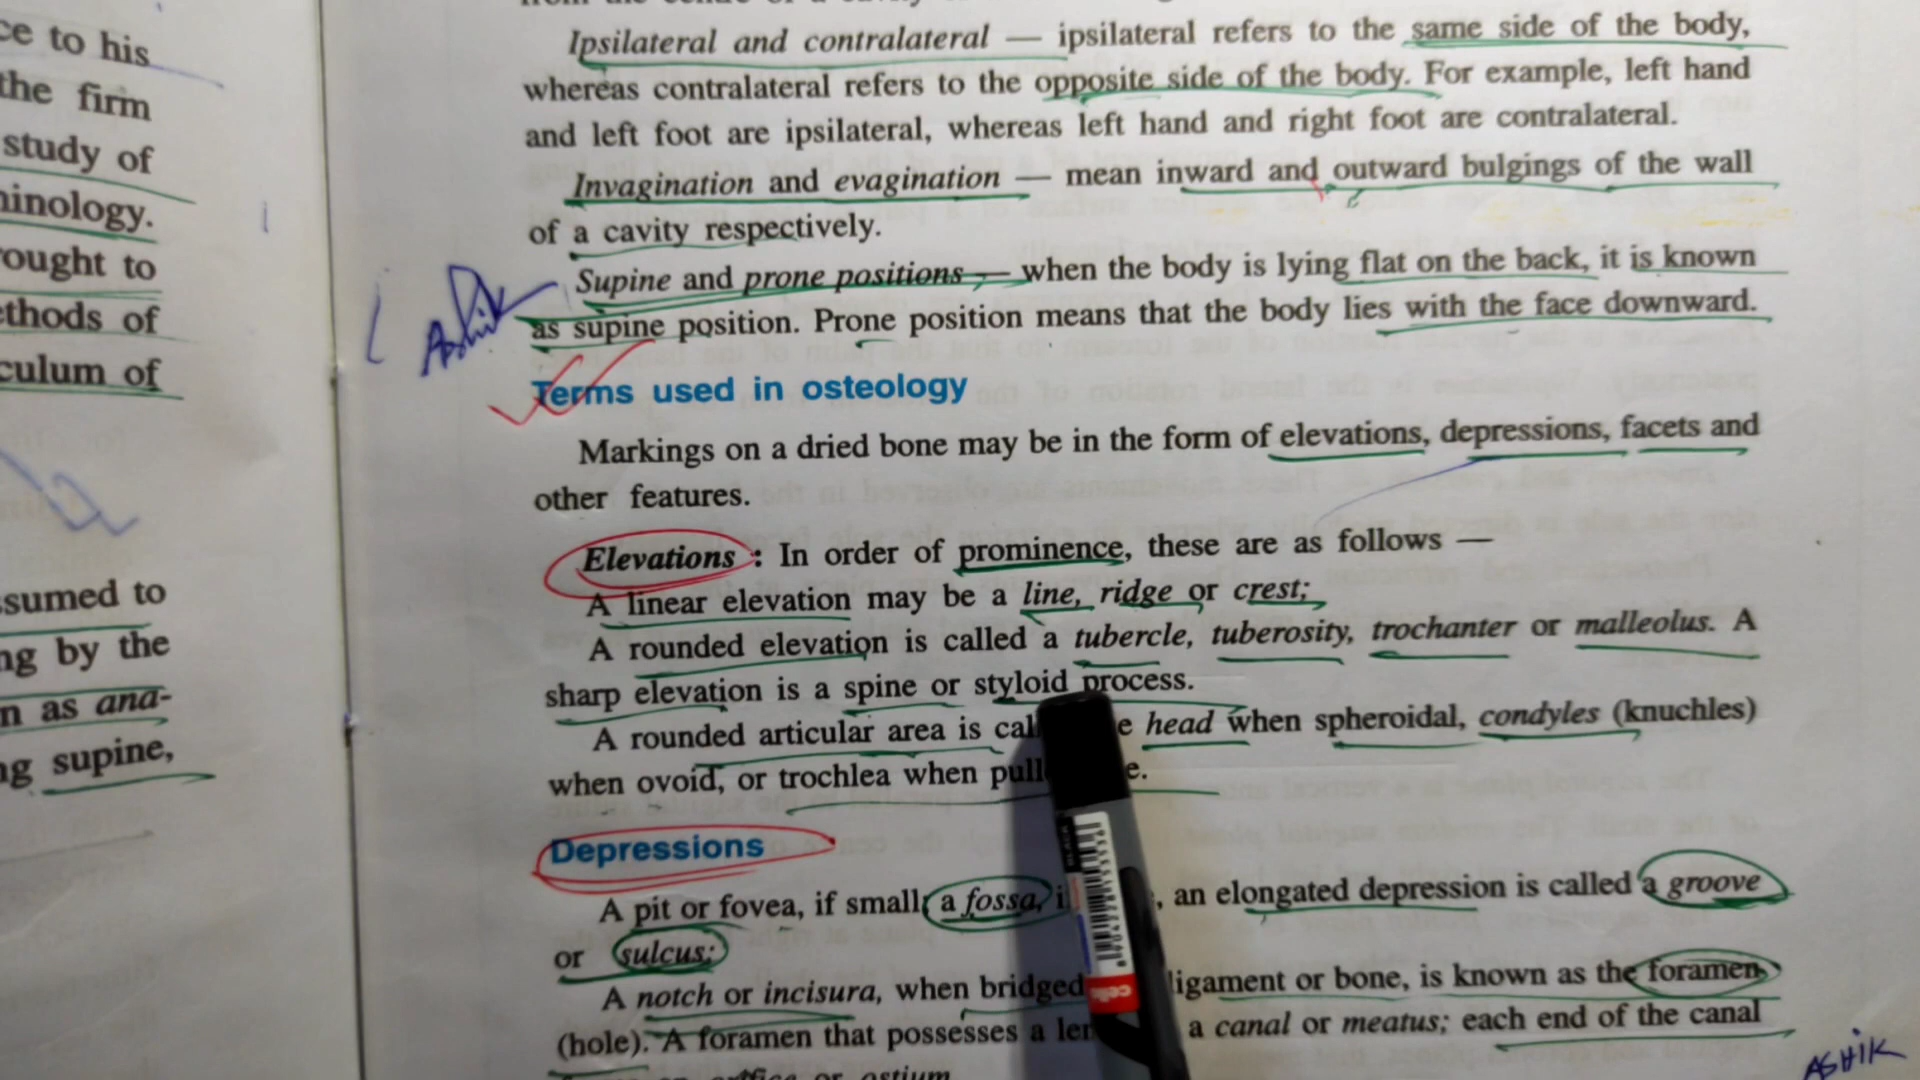 ce to his
the firm
study of
ninology.
ought to
thods of
culum of
sumed to
ng by the
n as ana-
ng supine,
Ipsilateral and contralateral — ipsilateral refers to the same side of the body,
whereas contralateral refers to the opposite side of the body. For example, left hand
and left foot are ipsilateral, whereas left hand and right foot are contralateral.
Invagination and evagination — mean inward and outward bulgings of the wall
of a cavity respectively.
Supine and prone positions — when the body is lying flat on the back, it is known
as supine position. Prone position means that the body lies with the face downward.
Ashik
Terms used in osteology
Markings on a dried bone may be in the form of elevations, depressions, facets and
other features.
Elevations : In order of prominence, these are as follows —
A linear elevation may be a line, ridge or crest;
A rounded elevation is called a tubercle, tuberosity, trochanter or malleolus. A
sharp elevation is a spine or styloid process.
A rounded articular area is cal e head when spheroidal, condyles (knuckles)
when ovoid, or trochlea when pull e.
Depressions
A pit or fovea, if small; a fossa, i , an elongated depression is called a groove
or sulcus;
A notch or incisura, when bridged ligament or bone, is known as the foramen
(hole). A foramen that possesses a len a canal or meatus; each end of the canal
or ostium
ASHIK
cello